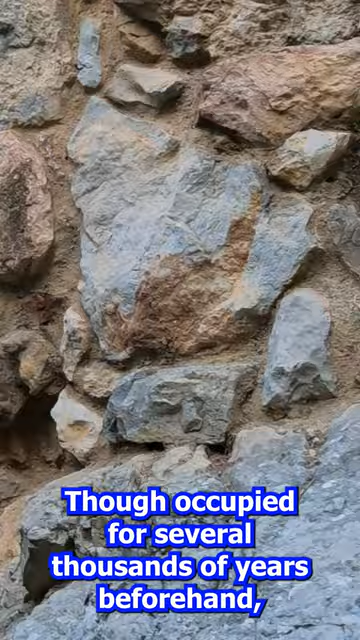 Though occupied
for several
thousands of years
beforehand,